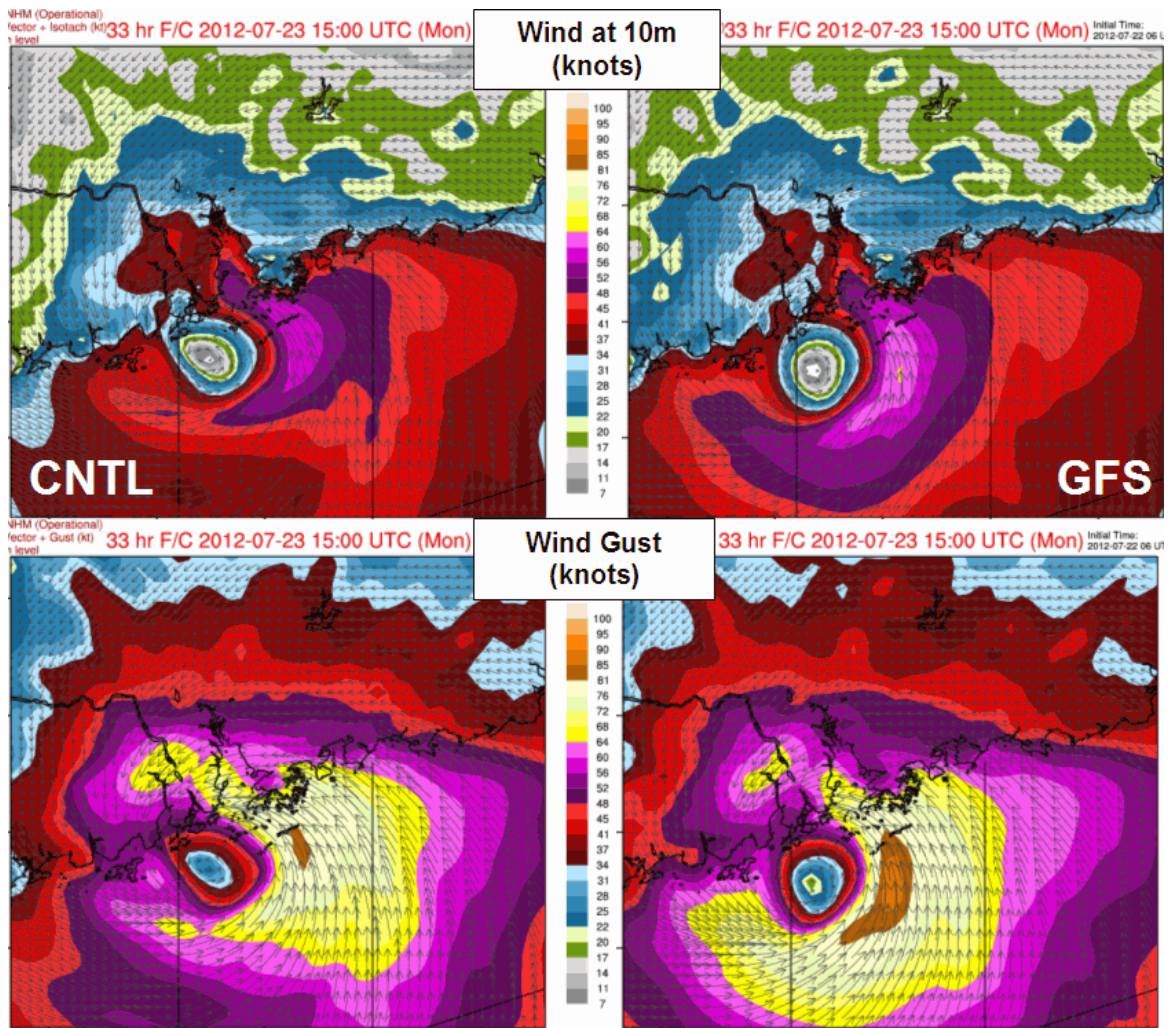 NHM (Operational)
Vector + Isotach (kt)
n level
33 hr F/C 2012-07-23 15:00 UTC (Mon)
Wind at 10m
(knots)
33 hr F/C 2012-07-23 15:00 UTC (Mon)
Initial Time:
2012-07-22 06 U
100
95
90
85
81
76
72
68
64
60
56
52
48
45
41
37
34
31
28
25
22
20
17
14
11
7
CNTL
GFS
NHM (Operational)
Vector + Gust (kt)
n level
33 hr F/C 2012-07-23 15:00 UTC (Mon)
Wind Gust
(knots)
33 hr F/C 2012-07-23 15:00 UTC (Mon)
Initial Time:
2012-07-22 06 UT
100
95
90
85
81
76
72
68
64
60
56
52
48
45
41
37
34
31
28
25
22
20
17
14
11
7